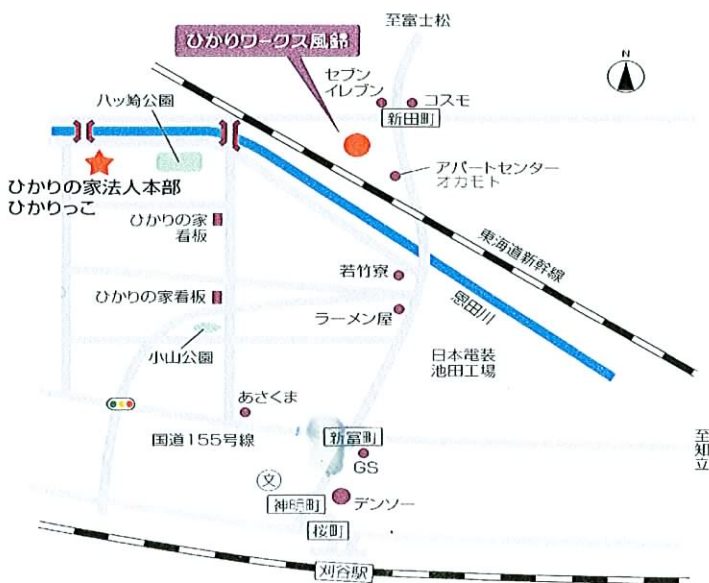 至富士松
ひかりワークス風錦
N
セブン
イレブン
コスモ
新田町
八ッ崎公園
アパートセンター
オカモト
ひかりの家法人本部
ひかりっこ
ひかりの家
看板
東海道新幹線
若竹寮
恩田川
ひかりの家看板
ラーメン屋
小山公園
日本電装
池田工場
あさくま
国道155号線
新富町
至知立
GS
文
神明町
デンソー
桜町
刈谷駅